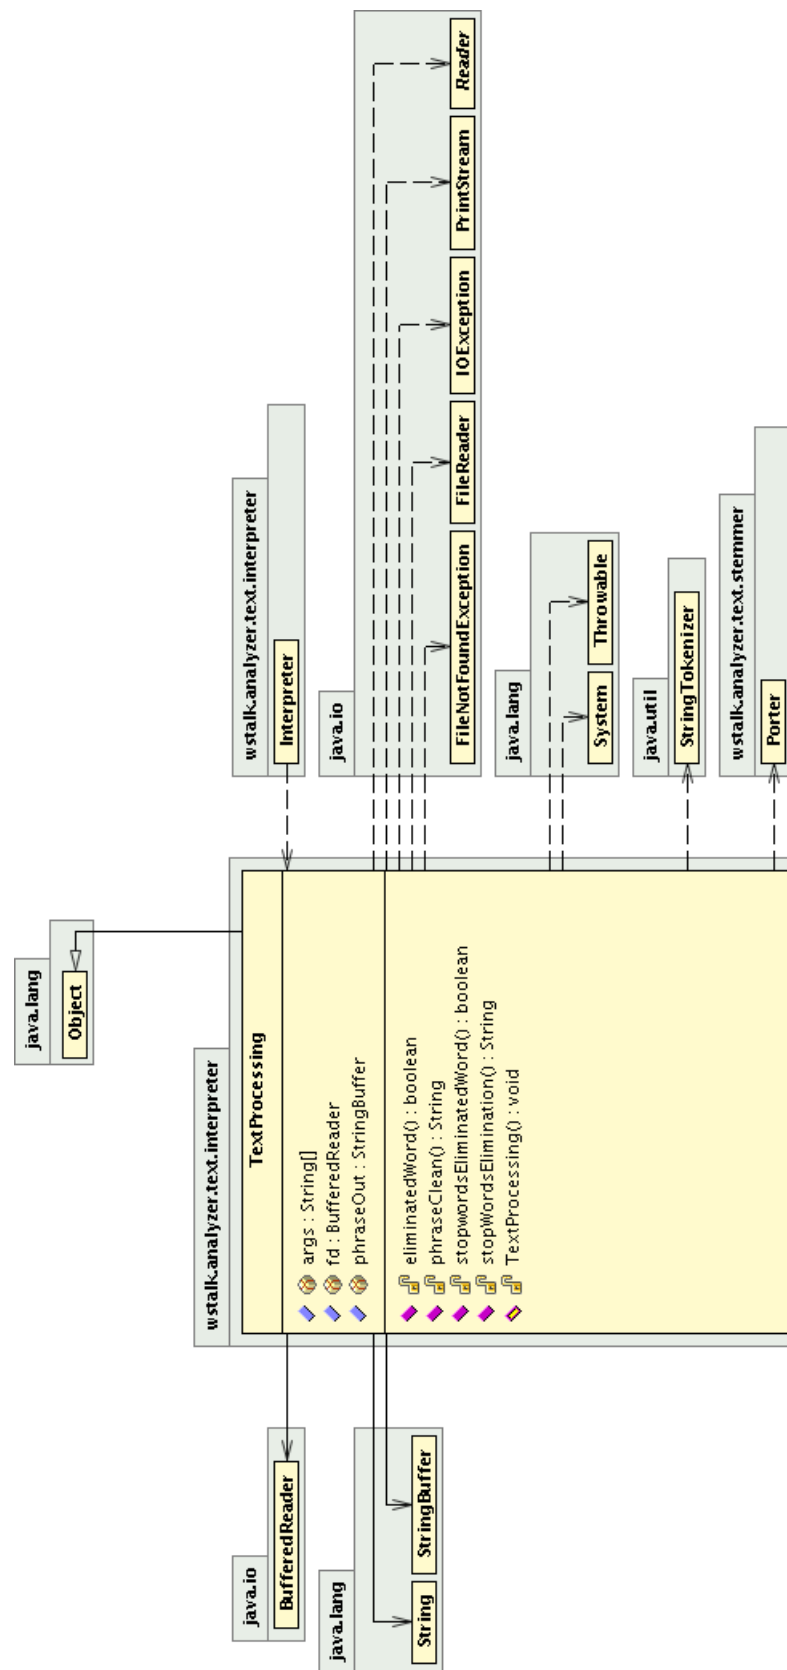 java.lang
Object
wstalk.analyzer.text.interpreter
TextProcessing
args : String[]
fd : BufferedReader
phraseOut : StringBuffer
eliminatedWord() : boolean
phraseClean() : String
stopwordsEliminatedWord() : boolean
stopWordsElimination() : String
TextProcessing() : void
java.io
BufferedReader
java.lang
String
StringBuffer
wstalk.analyzer.text.interpreter
Interpreter
java.io
FileNotFoundException
FileReader
IOException
PrintStream
Reader
java.lang
System
Throwable
java.util
StringTokenizer
wstalk.analyzer.text.stemmer
Porter